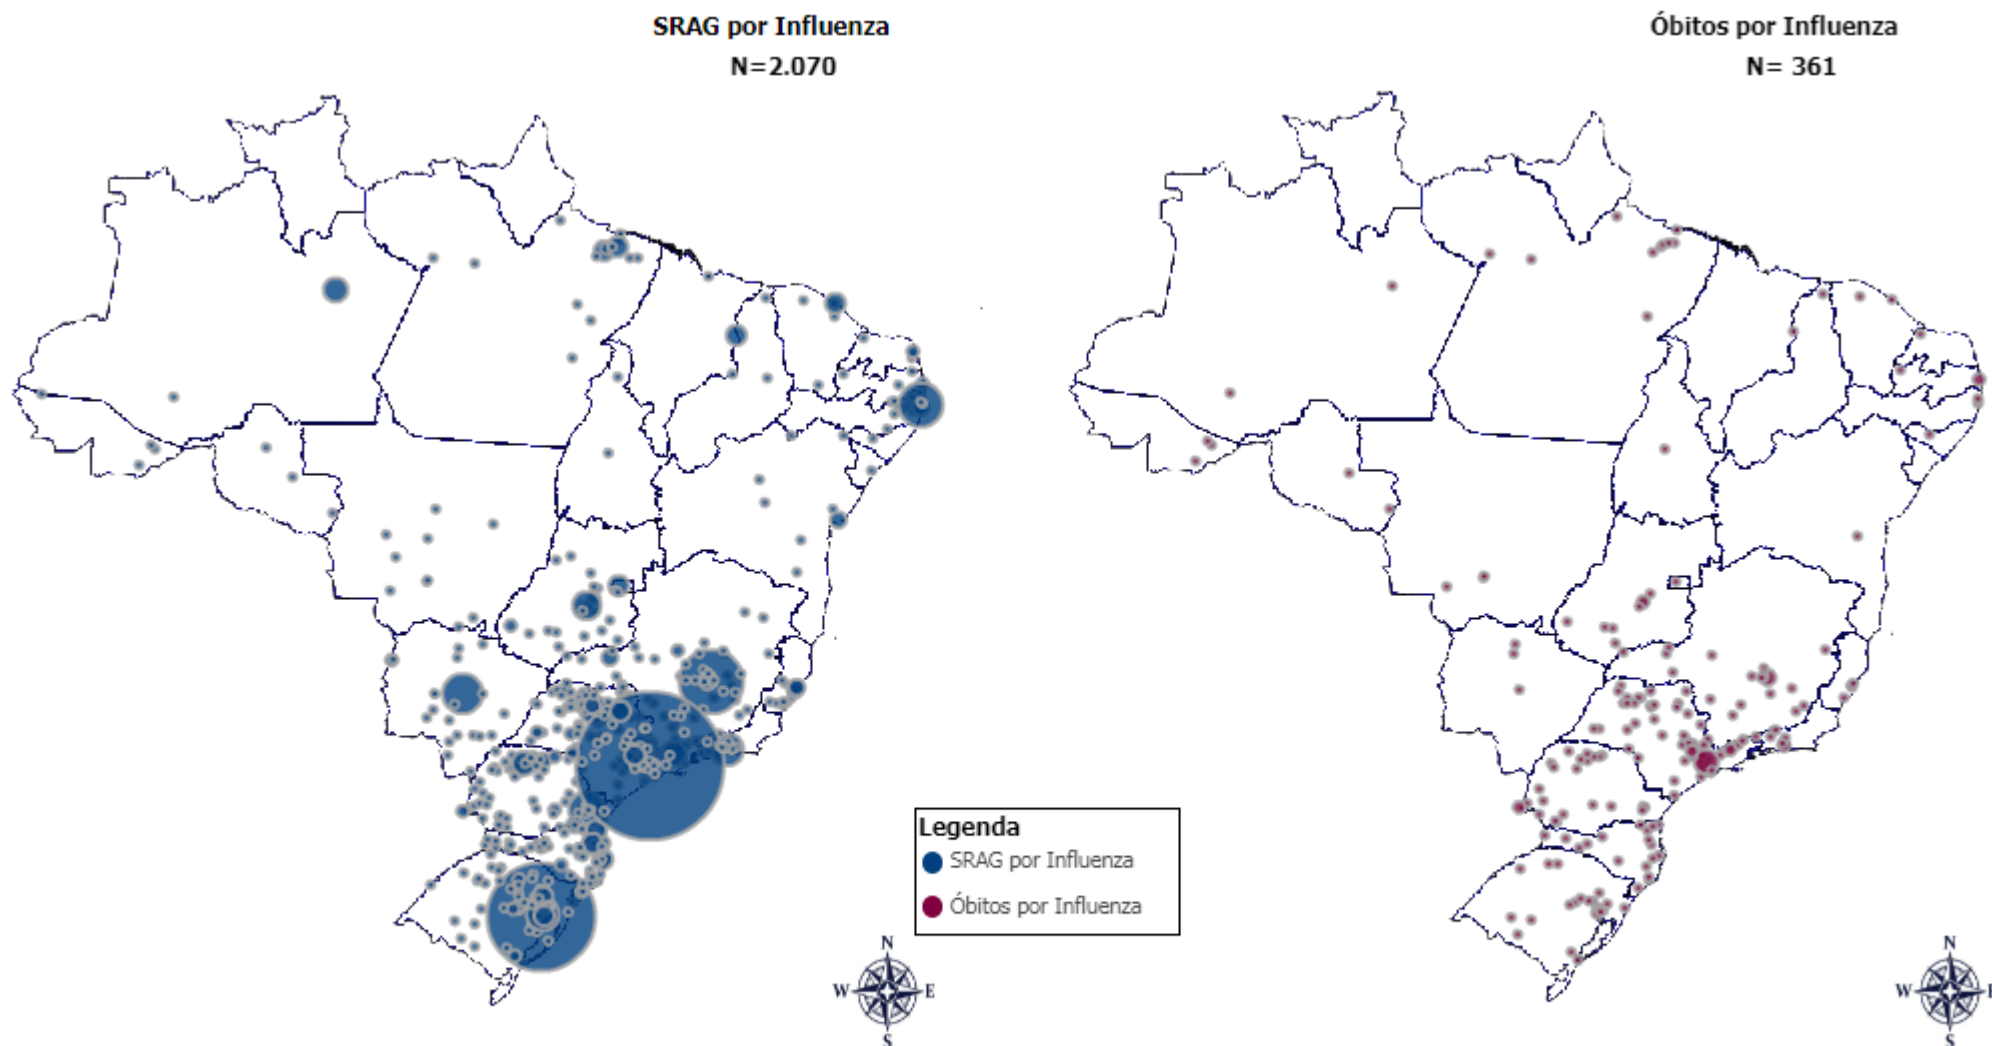 SRAG por Influenza
N=2.070
Óbitos por Influenza
N= 361
Legenda
SRAG por Influenza
Óbitos por Influenza
N
W E
S
N
W E
S